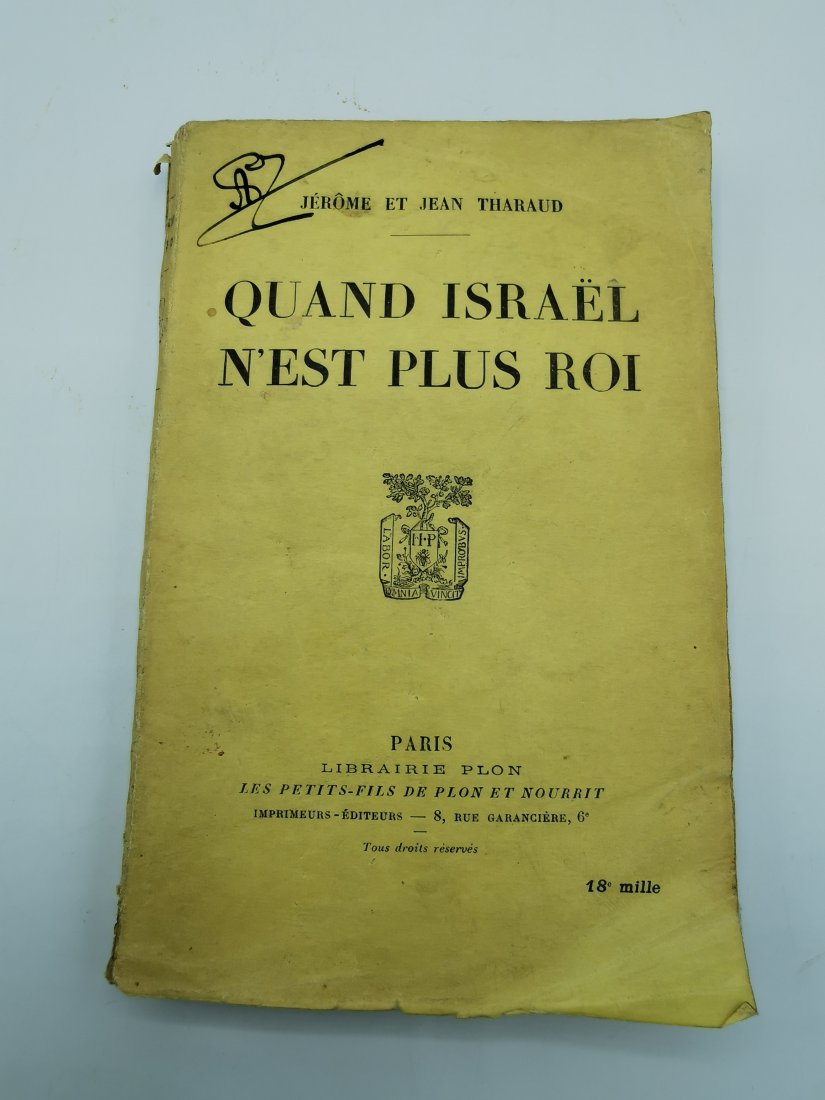 JÉRÔME ET JEAN THARAUD
QUAND ISRAËL
N'EST PLUS ROI
H·P
LABOR·OMNIA VINCIT IMPROBVS·
PARIS
LIBRAIRIE PLON
LES PETITS-FILS DE PLON ET NOURRIT
IMPRIMEURS-ÉDITEURS — 8, RUE GARANCIÈRE, 6e
Tous droits réservés
18e mille